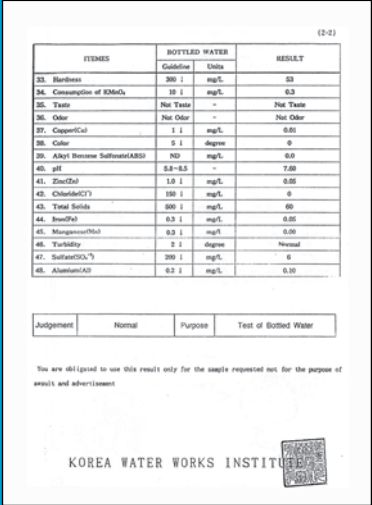 (2-2)
ITEMES BOTTLED WATER RESULT
Guideline Units
33. Hardness 300 ↓ mg/L 53
34. Consumption of KMnO₄ 10 ↓ mg/L 0.3
35. Taste Not Taste - Not Taste
36. Odor Not Odor - Not Odor
37. Copper(Cu) 1 ↓ mg/L 0.01
38. Color 5 ↓ degree 0
39. Alkyl Benzene Sulfonate(ABS) ND mg/L 0.0
40. pH 5.8~8.5 - 7.60
41. Zinc(Zn) 1.0 ↓ mg/L 0.05
42. Chloride(Cl⁻) 150 ↓ mg/L 0
43. Total Solids 500 ↓ mg/L 60
44. Iron(Fe) 0.3 ↓ mg/L 0.05
45. Manganese(Mn) 0.3 ↓ mg/L 0.00
46. Turbidity 2 ↓ degree Normal
47. Sulfate 200 ↓ mg/L 6
48. Alumium(Al) 0.2 ↓ mg/L 0.10
Judgement Normal Purpose Test of Bottled Water
You are obligated to use this result only for the sample requested not for the purpose of
awsuit and advertisement
KOREA WATER WORKS INSTITUTE